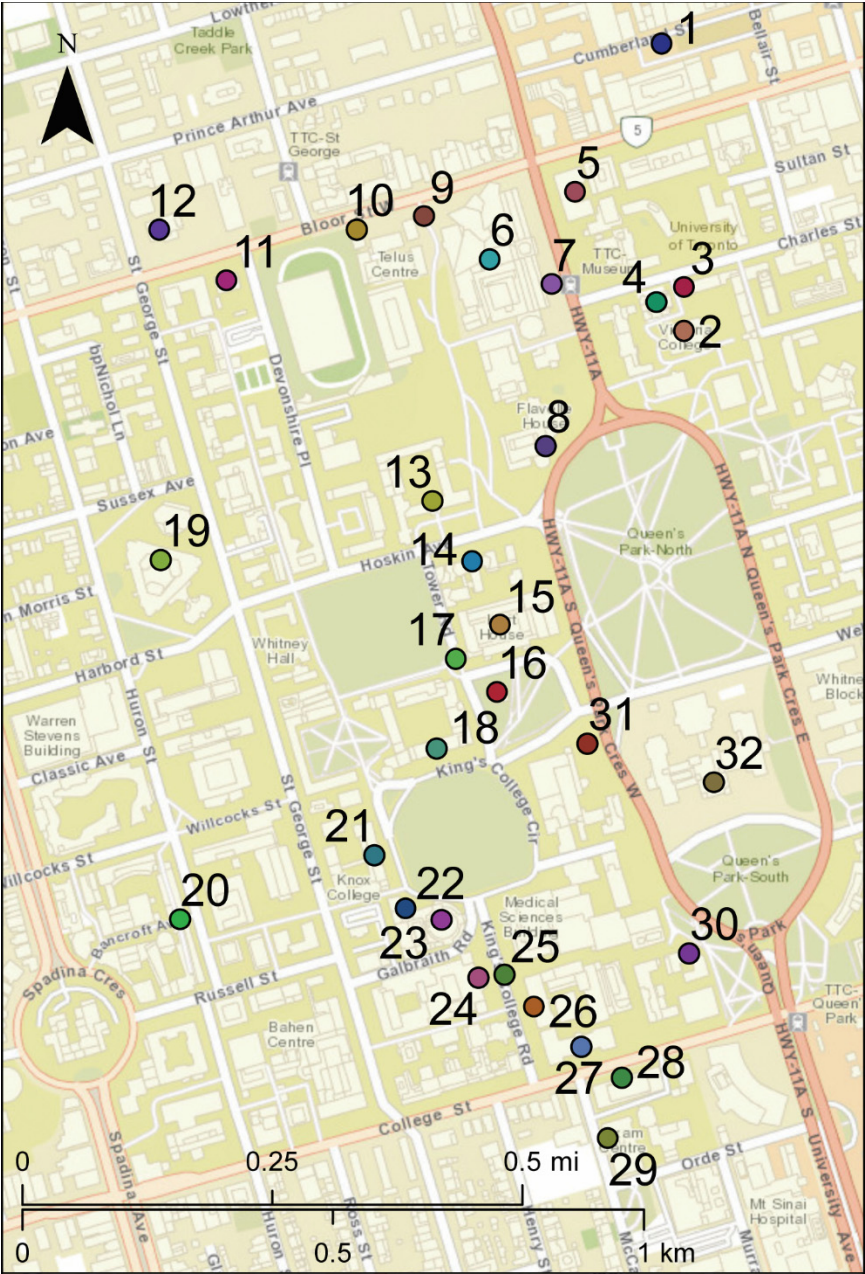 Lowther
Taddle
Creek Park
N
Cumberland St
1
Bellair St
Prince Arthur Ave
5
TTC-St
George
Sultan St
5
12
10
9
Bloor St W
6
University
of Toronto
Charles St
11
Telus
Centre
7
TTC-
Museum
3
4
2
Victoria
College
St. George St
HWY-11A
bpNichol Ln
Devonshire Pl
Flavelle
House
8
on Ave
13
Sussex Ave
HWY-11A N Queen's Park Cres E
19
Hoskin Av
14
HWY-11A S Queen's
Cres W
Queen's
Park-North
Tower Rd
15
House
m Morris St
Harbord St
Whitney
Hall
17
16
Whitne
Block
Warren
Stevens
Building
Huron St
18
31
32
Classic Ave
King's College Cir
St. George St
Willcocks St
Willcocks St
21
Queen's
Park-South
Knox
College
20
22
Medical
Sciences
Building
23
Bancroft Av
Galbraith Rd
King's College Rd
25
30
Queen's Park
Spadina Cres
Russell St
24
26
TTC-
Queen's
Park
Bahen
Centre
27
28
HWY-11A S University Ave
College St
Spadina Ave
29
Centre
Orde St
0
0.25
0.5 mi
Mt Sinai
Hospital
Huron St
Ross St
Henry St
0
0.5
1 km